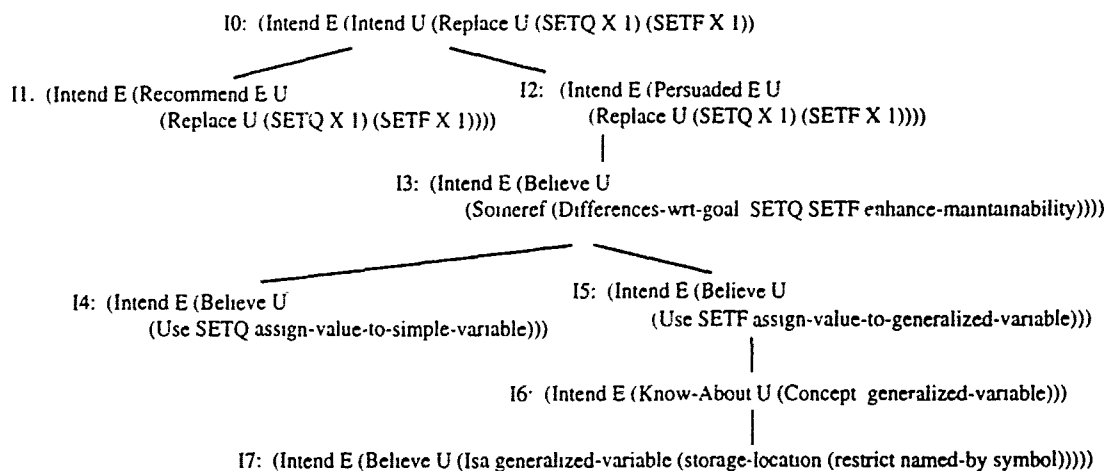 I0: (Intend E (Intend U (Replace U (SETQ X 1) (SETF X 1))
I1. (Intend E (Recommend E U
(Replace U (SETQ X 1) (SETF X 1))))
I2: (Intend E (Persuaded E U
(Replace U (SETQ X 1) (SETF X 1))))
I3: (Intend E (Believe U
(Someref (Differences-wrt-goal SETQ SETF enhance-maintainability))))
I4: (Intend E (Believe U
(Use SETQ assign-value-to-simple-variable)))
I5: (Intend E (Believe U
(Use SETF assign-value-to-generalized-variable)))
I6· (Intend E (Know-About U (Concept generalized-variable)))
I7: (Intend E (Believe U (Isa generalized-variable (storage-location (restrict named-by symbol)))))